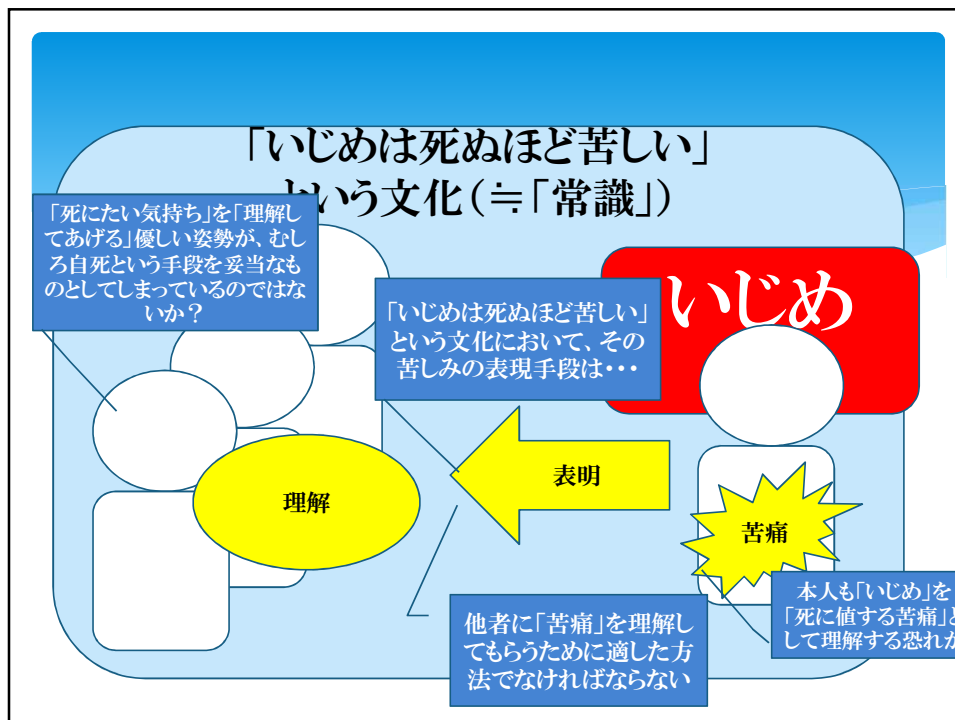 「いじめは死ぬほど苦しい」
という文化（≒「常識」）
「死にたい気持ち」を「理解し
てあげる」優しい姿勢が、むし
ろ自死という手段を妥当なも
のとしてしまっているのではな
いか？
「いじめは死ぬほど苦しい」
という文化において、その
苦しみの表現手段は・・・
いじめ
表明
理解
苦痛
他者に「苦痛」を理解し
てもらうために適した方
法でなければならない
本人も「いじめ」を
「死に値する苦痛」と
して理解する恐れが